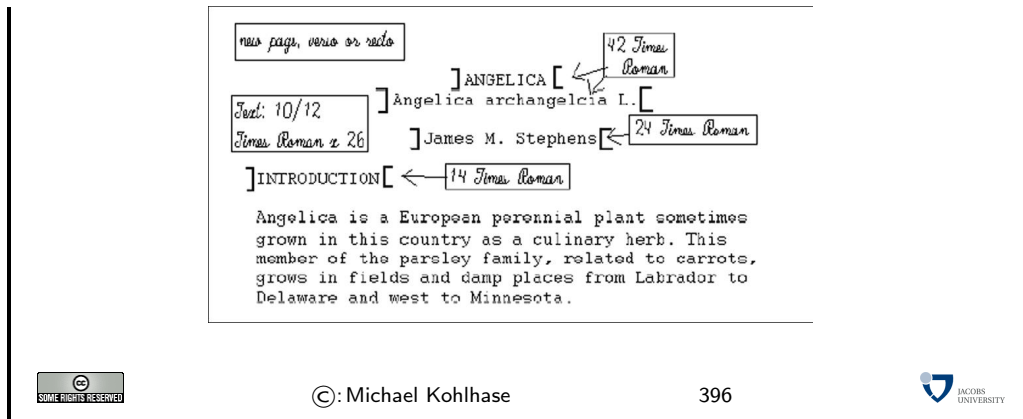 new page, verso or recto
42 Times
Roman
]ANGELICA[
]Angelica archangelcia L.[
Text: 10/12
Times Roman x 26
]James M. Stephens[
24 Times Roman
]INTRODUCTION[
14 Times Roman
Angelica is a European perennial plant sometimes
grown in this country as a culinary herb. This
member of the parsley family, related to carrots,
grows in fields and damp places from Labrador to
Delaware and west to Minnesota.
cc
SOME RIGHTS RESERVED
©: Michael Kohlhase
396
JACOBS
UNIVERSITY